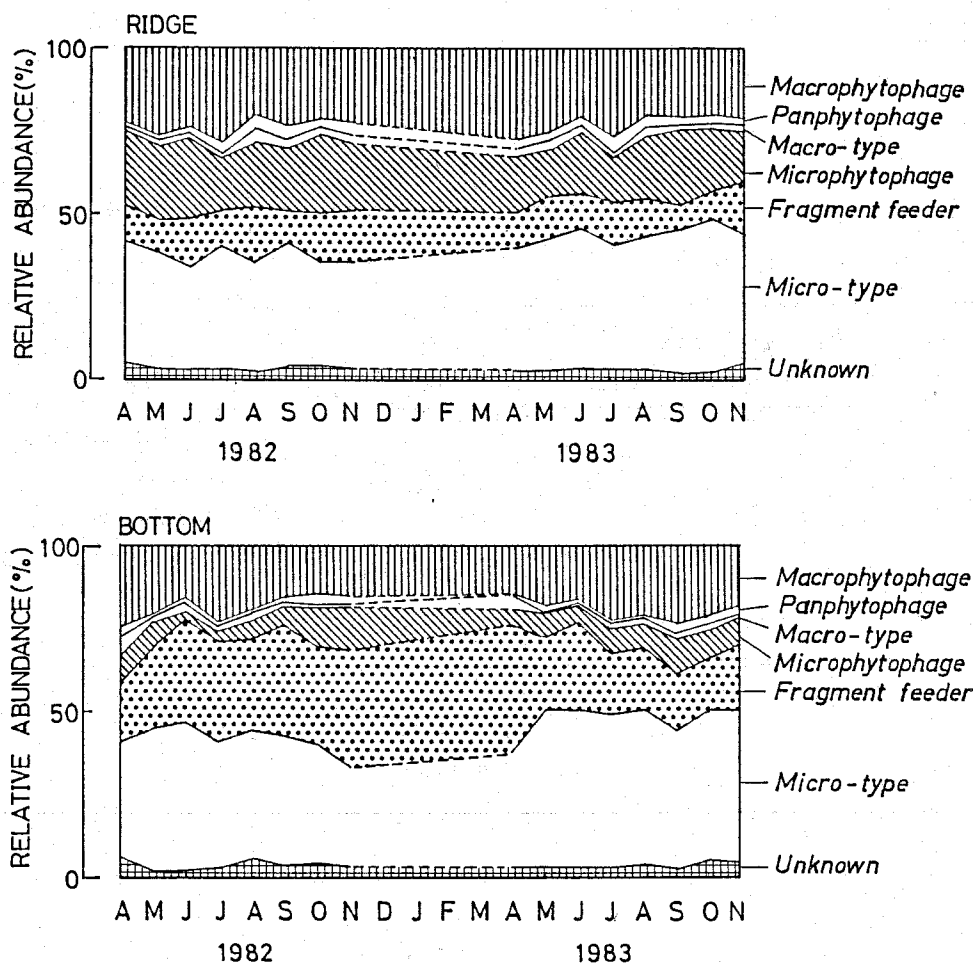 RIDGE
RELATIVE ABUNDANCE(%)
100
50
0
Macrophytophage
Panphytophage
Macro-type
Microphytophage
Fragment feeder
Micro-type
Unknown
A M J J A S O N D J F M A M J J A S O N
1982 1983
BOTTOM
RELATIVE ABUNDANCE(%)
100
50
0
Macrophytophage
Panphytophage
Macro-type
Microphytophage
Fragment feeder
Micro-type
Unknown
A M J J A S O N D J F M A M J J A S O N
1982 1983